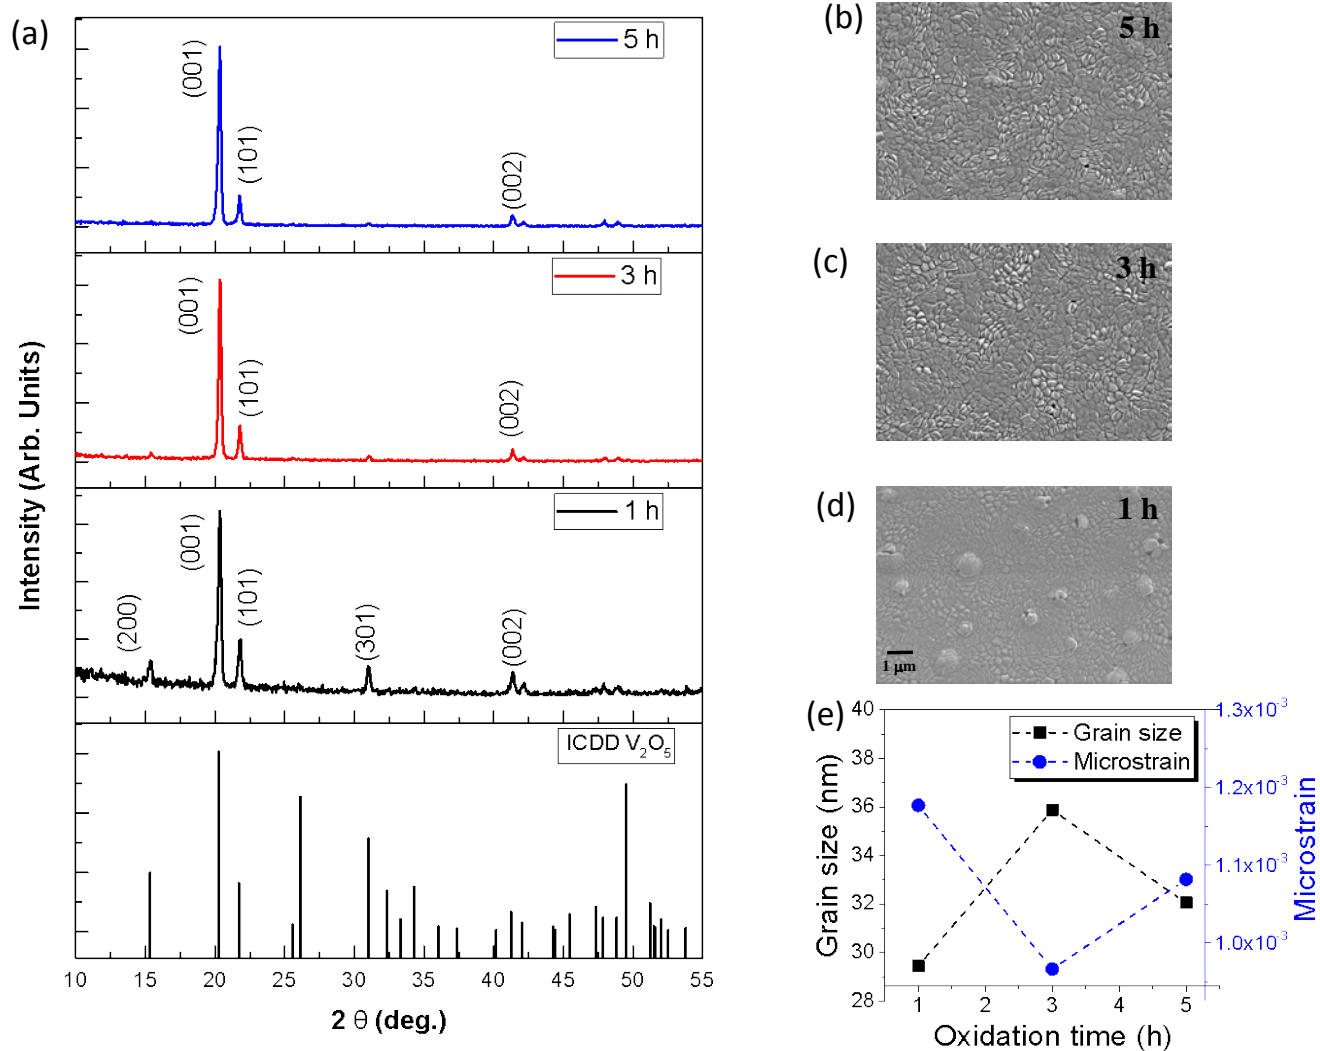 (a)
5 h
(001)
(101)
(002)
3 h
(001)
(101)
(002)
1 h
(200)
(001)
(101)
(301)
(002)
ICDD V₂O₅
Intensity (Arb. Units)
10 15 20 25 30 35 40 45 50 55
2 θ (deg.)
(b)
5 h
(c)
3 h
(d)
1 h
1 μm
(e)
Grain size
Microstrain
40
38
36
34
32
30
28
Grain size (nm)
1.3x10⁻³
1.2x10⁻³
1.1x10⁻³
1.0x10⁻³
Microstrain
1 2 3 4 5
Oxidation time (h)